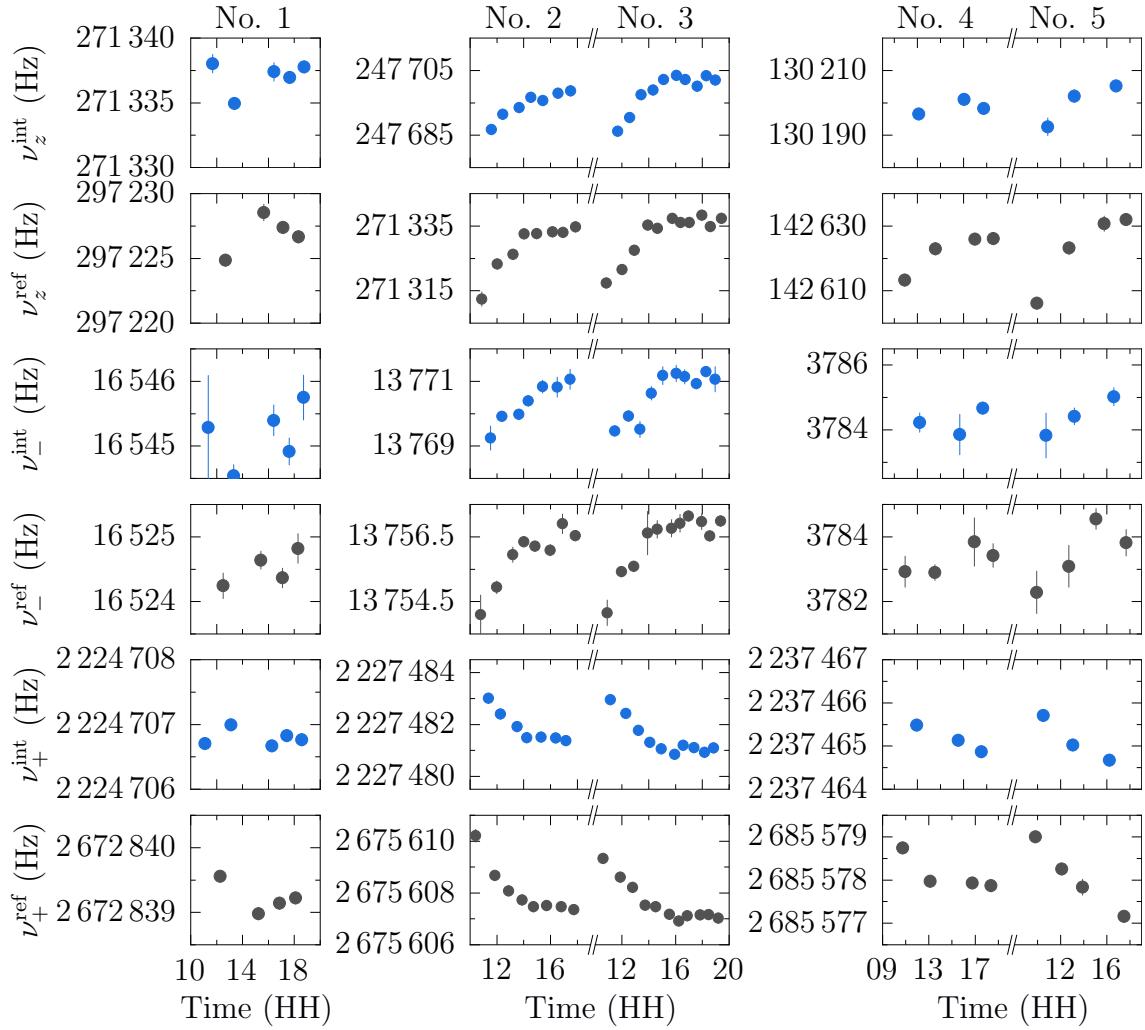 No. 1 No. 2 No. 3 No. 4 No. 5
ν_z^int (Hz)
271 340
271 335
271 330
247 705
247 685
130 210
130 190
ν_z^ref (Hz)
297 230
297 225
297 220
271 335
271 315
142 630
142 610
ν_−^int (Hz)
16 546
16 545
13 771
13 769
3786
3784
ν_−^ref (Hz)
16 525
16 524
13 756.5
13 754.5
3784
3782
ν_+^int (Hz)
2 224 708
2 224 707
2 224 706
2 227 484
2 227 482
2 227 480
2 237 467
2 237 466
2 237 465
2 237 464
ν_+^ref (Hz)
2 672 840
2 672 839
2 675 610
2 675 608
2 675 606
2 685 579
2 685 578
2 685 577
10 14 18 12 16 12 16 20 09 13 17 12 16
Time (HH) Time (HH) Time (HH)